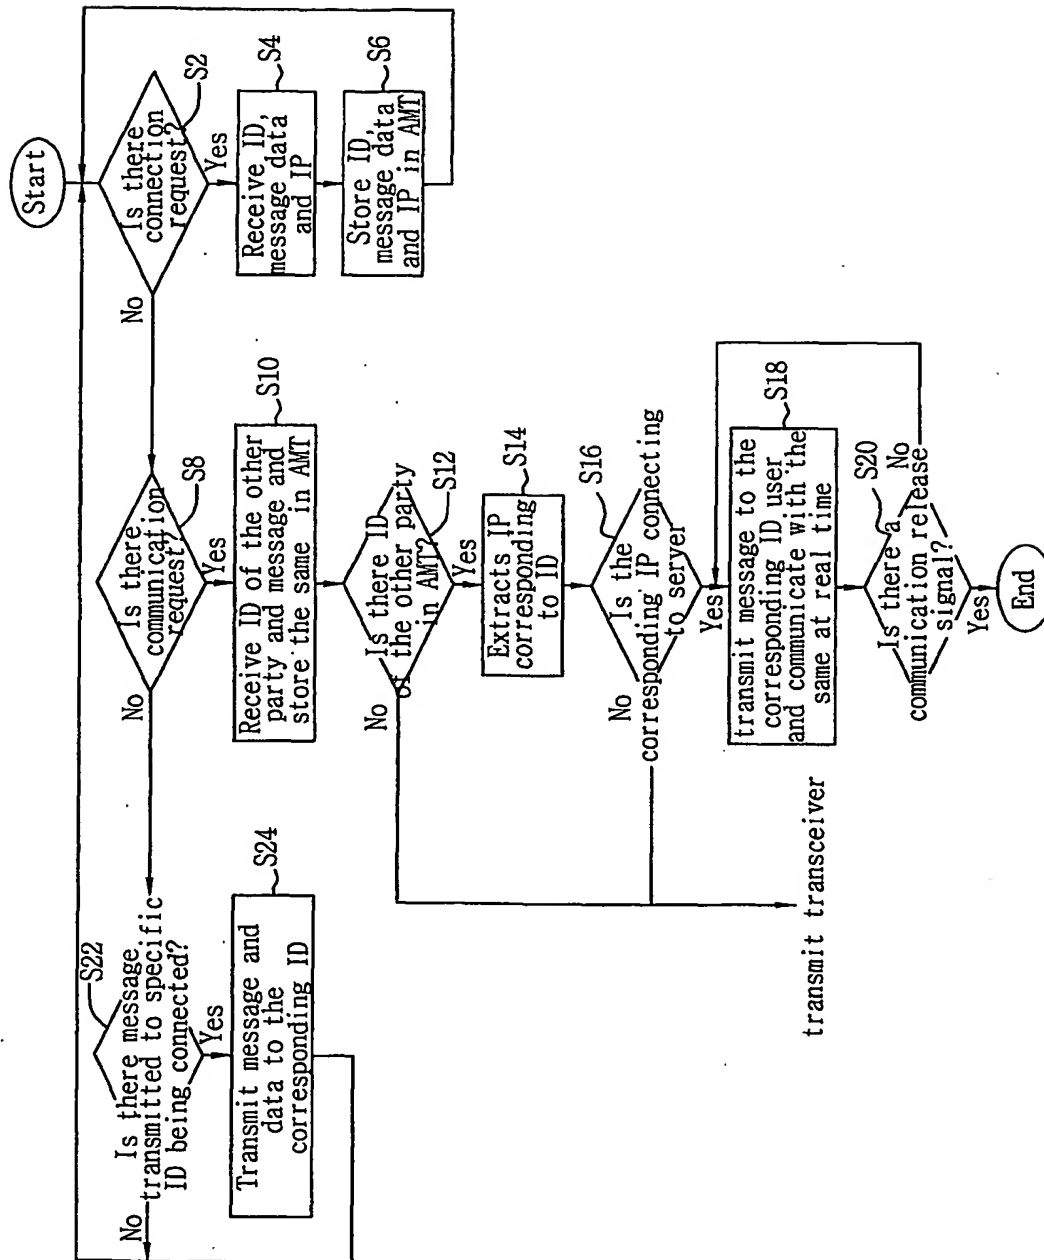 Start
Is there
connection
request?
S2
Yes
No
Receive ID,
message data
and IP
S4
Store ID,
message data
and IP in AMT
S6
Is there
communication
request?
S8
Yes
No
Receive ID of the other
party and message and
store the same in AMT
S10
Is there ID
of the other party
in AMT?
S12
Yes
No
Extracts IP
corresponding
to ID
S14
Is the
corresponding IP connecting
to server
S16
Yes
No
transmit message to the
corresponding ID user
and communicate with the
same at real time
S18
Is there a
communication release
signal?
S20
No
Yes
End
transmit transceiver
Is there message
transmitted to specific
ID being connected?
S22
Yes
No
Transmit message and
data to the
corresponding ID
S24